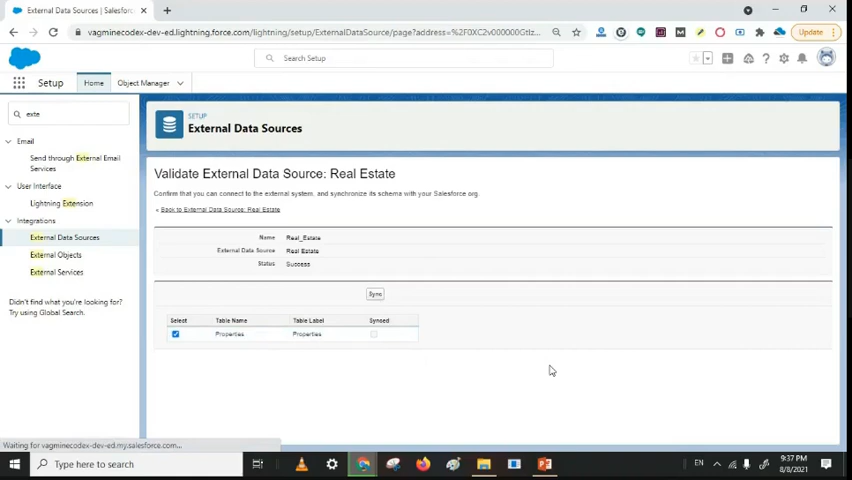 External Data Sources | Salesforc
vagminecodex-dev-ed.lightning.force.com/lightning/setup/ExternalDataSource/page?address=%2F0XC2v000000Gtlz...
Update
Search Setup
Setup
Home
Object Manager
exte
Email
Send through External Email
Services
User Interface
Lightning Extension
Integrations
External Data Sources
External Objects
External Services
Didn't find what you're looking for?
Try using Global Search.
SETUP
External Data Sources
Validate External Data Source: Real Estate
Confirm that you can connect to the external system, and synchronize its schema with your Salesforce org.
« Back to External Data Source: Real Estate
Name Real_Estate
External Data Source Real Estate
Status Success
Sync
Select Table Name Table Label Synced
Properties Properties
Waiting for vagminecodex-dev-ed.my.salesforce.com...
Type here to search
EN
9:37 PM
8/8/2021